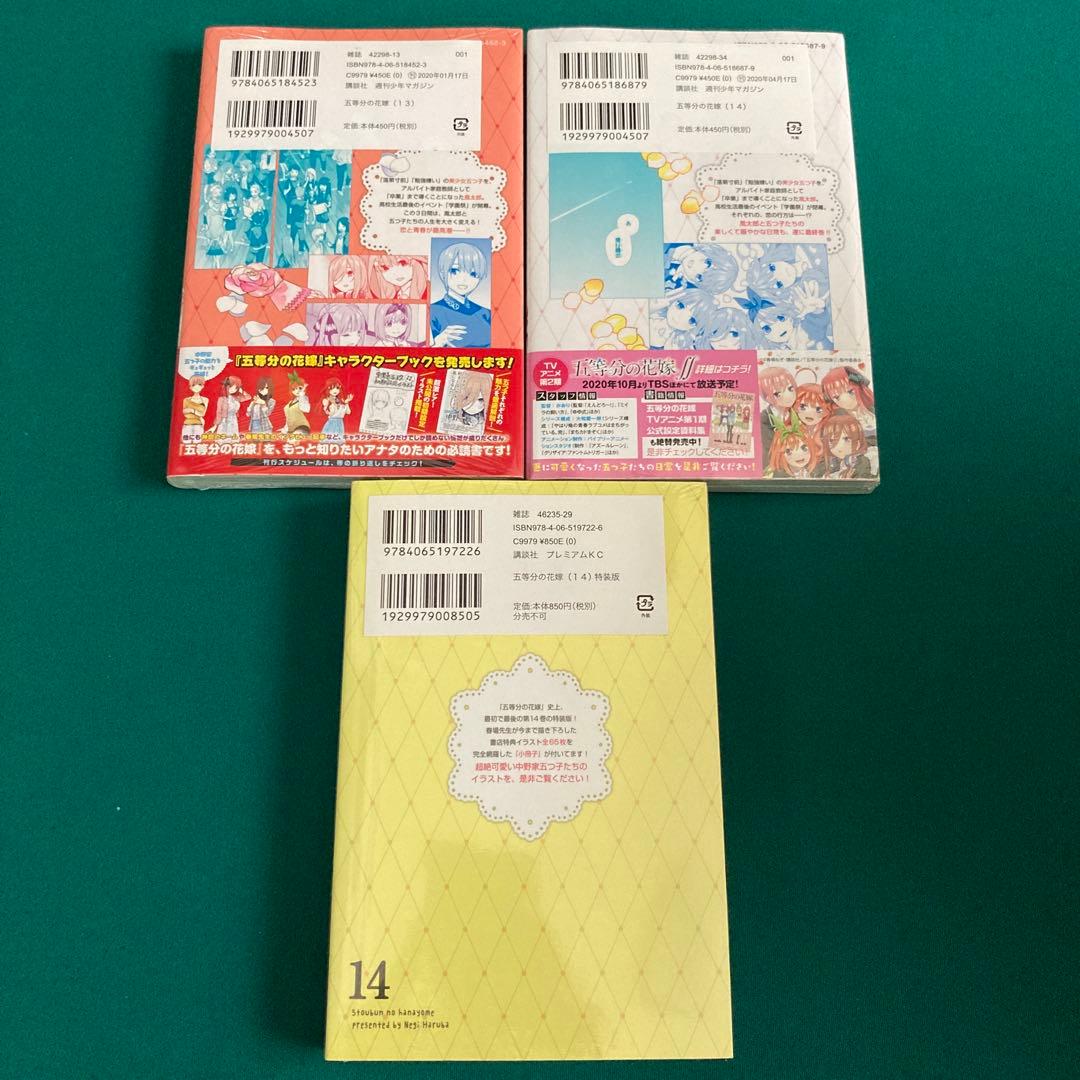 9784065184523
1929979004507
雑誌 42298-13
001
ISBN978-4-06-518452-3
C9979 ¥450E (0) 2020年01月17日
講談社 週刊少年マガジン
五等分の花嫁（13）
定価:本体450円(税別)
「落第寸前」「勉強嫌い」の美少女五つ子を、
アルバイト家庭教師として
「卒業」まで導くことになった風太郎。
高校生活最後のイベント「学園祭」が開幕。
この3日間は、風太郎と
五つ子たちの人生を大きく変える!
恋と青春が最高潮――!!
『五等分の花嫁』キャラクターブックを発売します!
『五等分の花嫁』を、もっと知りたいアナタのための必読書です!
刊行スケジュールは、帯の折り返しをチェック!
9784065186879
1929979004507
雑誌 42298-34
001
ISBN978-4-06-518687-9
C9979 ¥450E (0) 2020年04月17日
講談社 週刊少年マガジン
五等分の花嫁（14）
定価:本体450円(税別)
「落第寸前」「勉強嫌い」の美少女五つ子を、
アルバイト家庭教師として
「卒業」まで導くことになった風太郎。
高校生活最後のイベント「学園祭」が閉幕。
それぞれの、恋の行方は――!?
風太郎と五つ子たちの
楽しくて賑やかな日常も、遂に最終巻!!
TV
アニメ
第2期
五等分の花嫁∬
詳細はコチラ!
2020年10月よりTBSほかにて放送予定!
スタッフ情報
書籍情報
五等分の花嫁
TVアニメ第1期
公式設定資料集
も絶賛発売中!
是非チェックしてください!
更に可愛くなった五つ子たちの日常を是非ご覧ください!
9784065197226
1929979008505
雑誌 46235-29
ISBN978-4-06-519722-6
C9979 ¥850E (0)
講談社 プレミアムKC
五等分の花嫁（14）特装版
定価:本体850円(税別)
分売不可
「五等分の花嫁」史上、
最初で最後の第14巻の特装版!
春場先生が今まで描き下ろした
書店特典イラスト全65枚を
完全網羅した「小冊子」が付いてます!
超絶可愛い中野家五つ子たちの
イラストを、是非ご覧ください!
14
5toubun no hanayome
presented by Negi Haruba